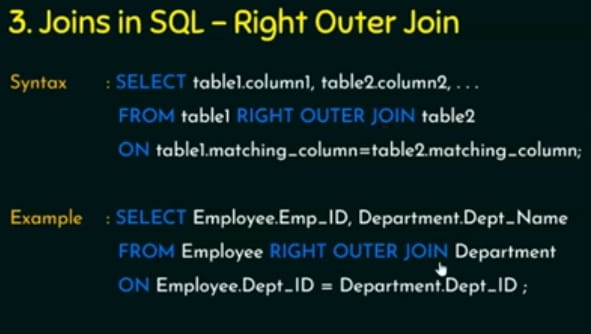 3. Joins in SQL – Right Outer Join
Syntax : SELECT table1.column1, table2.column2, . . .
FROM table1 RIGHT OUTER JOIN table2
ON table1.matching_column=table2.matching_column;
Example : SELECT Employee.Emp_ID, Department.Dept_Name
FROM Employee RIGHT OUTER JOIN Department
ON Employee.Dept_ID = Department.Dept_ID ;